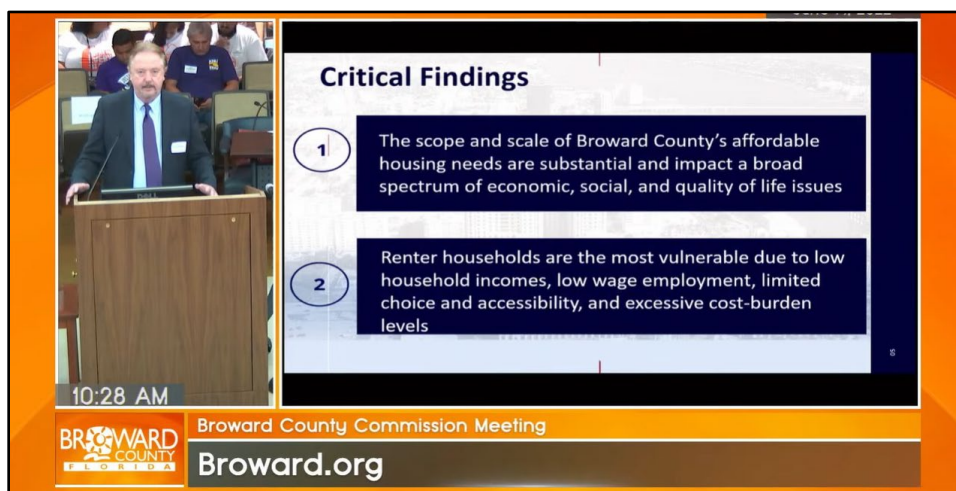 Critical Findings
1
The scope and scale of Broward County's affordable
housing needs are substantial and impact a broad
spectrum of economic, social, and quality of life issues
2
Renter households are the most vulnerable due to low
household incomes, low wage employment, limited
choice and accessibility, and excessive cost-burden
levels
DELL
10:28 AM
BROWARD
COUNTY
FLORIDA
Broward County Commission Meeting
Broward.org